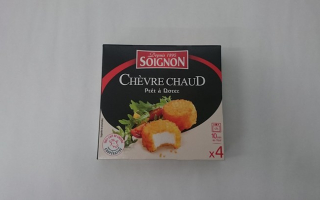 Depuis 1895
SOIGNON
CHÈVRE CHAUD
Prêt à Dorer
x4